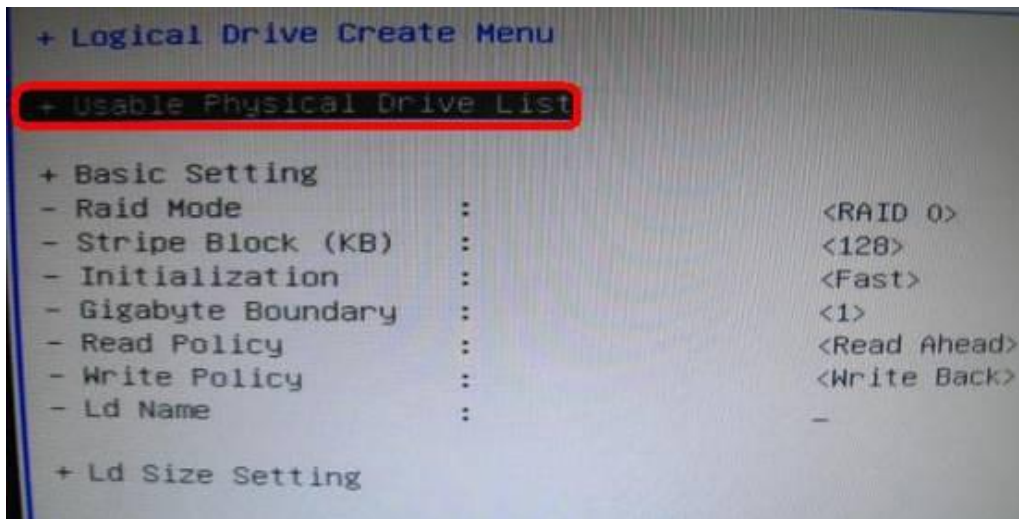 + Logical Drive Create Menu
+ Usable Physical Drive List
+ Basic Setting
- Raid Mode : <RAID 0>
- Stripe Block (KB) : <128>
- Initialization : <Fast>
- Gigabyte Boundary : <1>
- Read Policy : <Read Ahead>
- Write Policy : <Write Back>
- Ld Name : _
+ Ld Size Setting